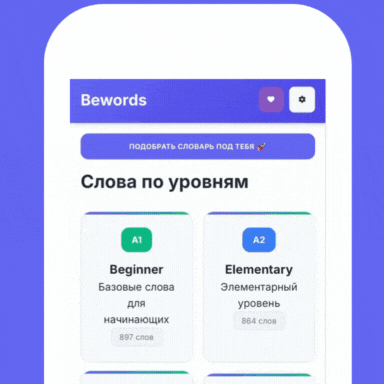 Bewords
ПОДОБРАТЬ СЛОВАРЬ ПОД ТЕБЯ 🚀
Слова по уровням
A1
Beginner
Базовые слова
для
начинающих
897 слов
A2
Elementary
Элементарный
уровень
864 слов